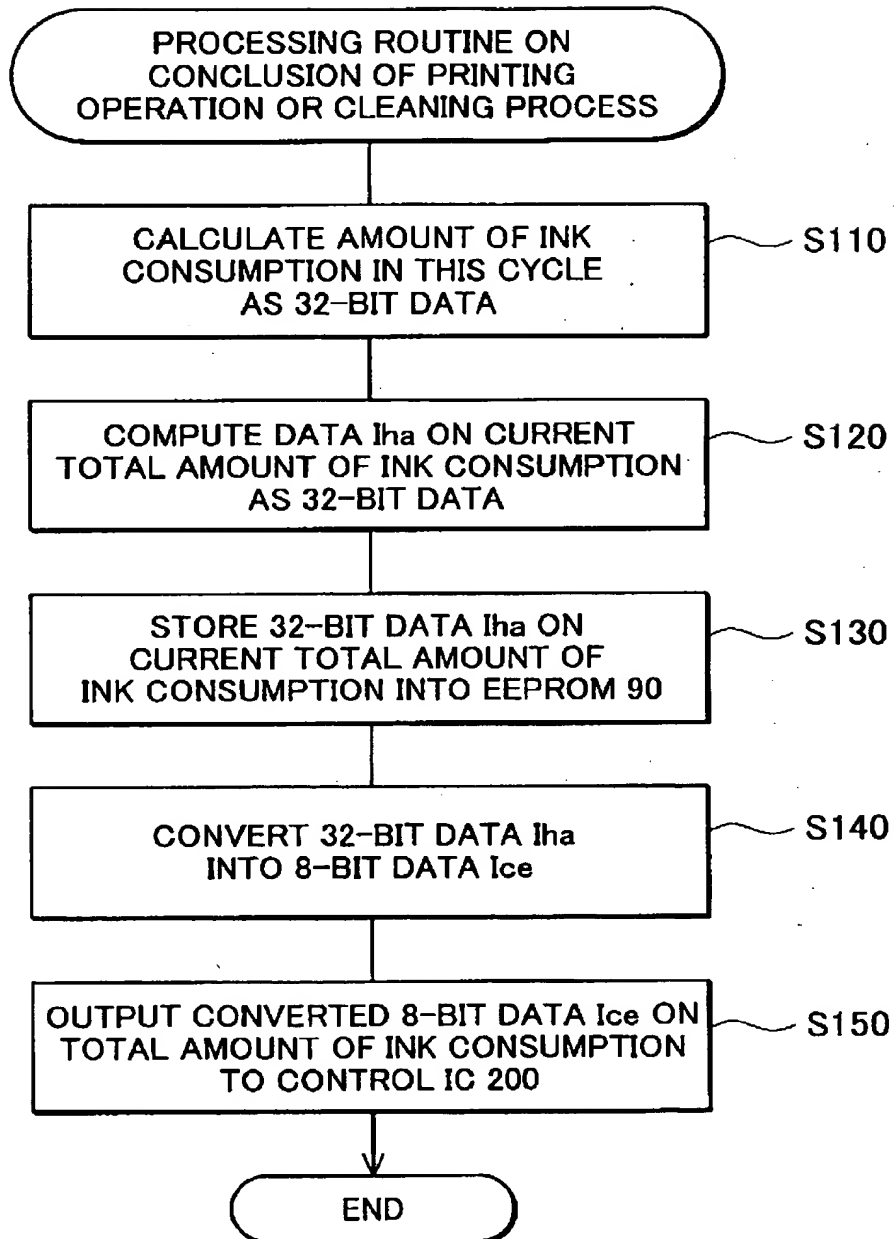 PROCESSING ROUTINE ON
CONCLUSION OF PRINTING
OPERATION OR CLEANING PROCESS
CALCULATE AMOUNT OF INK
CONSUMPTION IN THIS CYCLE
AS 32-BIT DATA
S110
COMPUTE DATA Iha ON CURRENT
TOTAL AMOUNT OF INK CONSUMPTION
AS 32-BIT DATA
S120
STORE 32-BIT DATA Iha ON
CURRENT TOTAL AMOUNT OF
INK CONSUMPTION INTO EEPROM 90
S130
CONVERT 32-BIT DATA Iha
INTO 8-BIT DATA Ice
S140
OUTPUT CONVERTED 8-BIT DATA Ice ON
TOTAL AMOUNT OF INK CONSUMPTION
TO CONTROL IC 200
S150
END